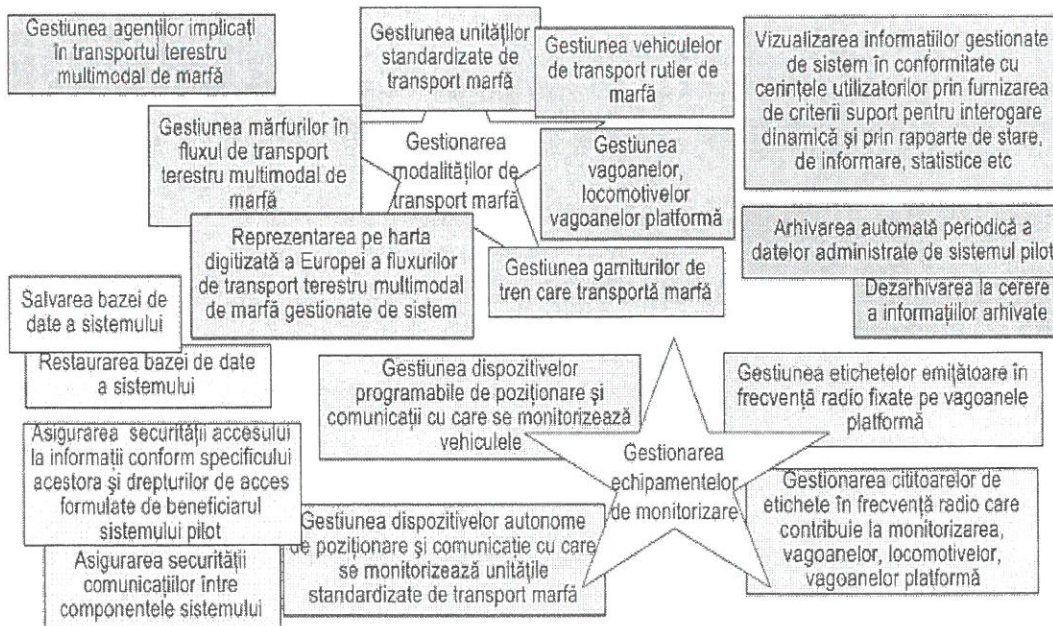 Gestiunea agenților implicați
în transportul terestru
multimodal de marfă
Gestiunea unităților
standardizate de
transport marfă
Gestiunea vehiculelor
de transport rutier de
marfă
Vizualizarea informatiilor gestionate
de sistem în conformitate cu
cerințele utilizatorilor prin furnizarea
de criterii suport pentru interogare
dinamică și prin rapoarte de stare,
de informare, statistice etc
Gestiunea mărfurilor în
fluxul de transport
terestru multimodal de
marfă
Gestionarea
modalităților de
transport marfă
Gestiunea
vagoanelor,
locomotivelor
vagoanelor platformă
Reprezentarea pe harta
digitizată a Europei a fluxurilor
de transport terestru multimodal
de marfă gestionate de sistem
Gestiunea garniturilor de
tren care transportă marfă
Arhivarea automată periodică a
datelor administrate de sistemul pilot
Dezarhivarea la cerere
a informațiilor arhivate
Salvarea bazei de
date a sistemului
Restaurarea bazei de date
a sistemului
Gestiunea dispozitivelor
programabile de poziționare și
comunicații cu care se monitorizează
vehiculele
Gestiunea etichetelor emițătoare în
frecvență radio fixate pe vagoanele
platformă
Gestionarea
echipamentelor
de monitorizare
Asigurarea securității accesului
la informații conform specificului
acestora și drepturilor de acces
formulate de beneficiarul
sistemului pilot
Gestiunea dispozitivelor autonome
de poziționare și comunicație cu care
se monitorizează unitățile
standardizate de transport marfă
Gestionarea cititoarelor de
etichete în frecvență radio care
contribuie la monitorizarea,
vagoanelor, locomotivelor,
vagoanelor platformă
Asigurarea securității
comunicațiilor între
componentele sistemului